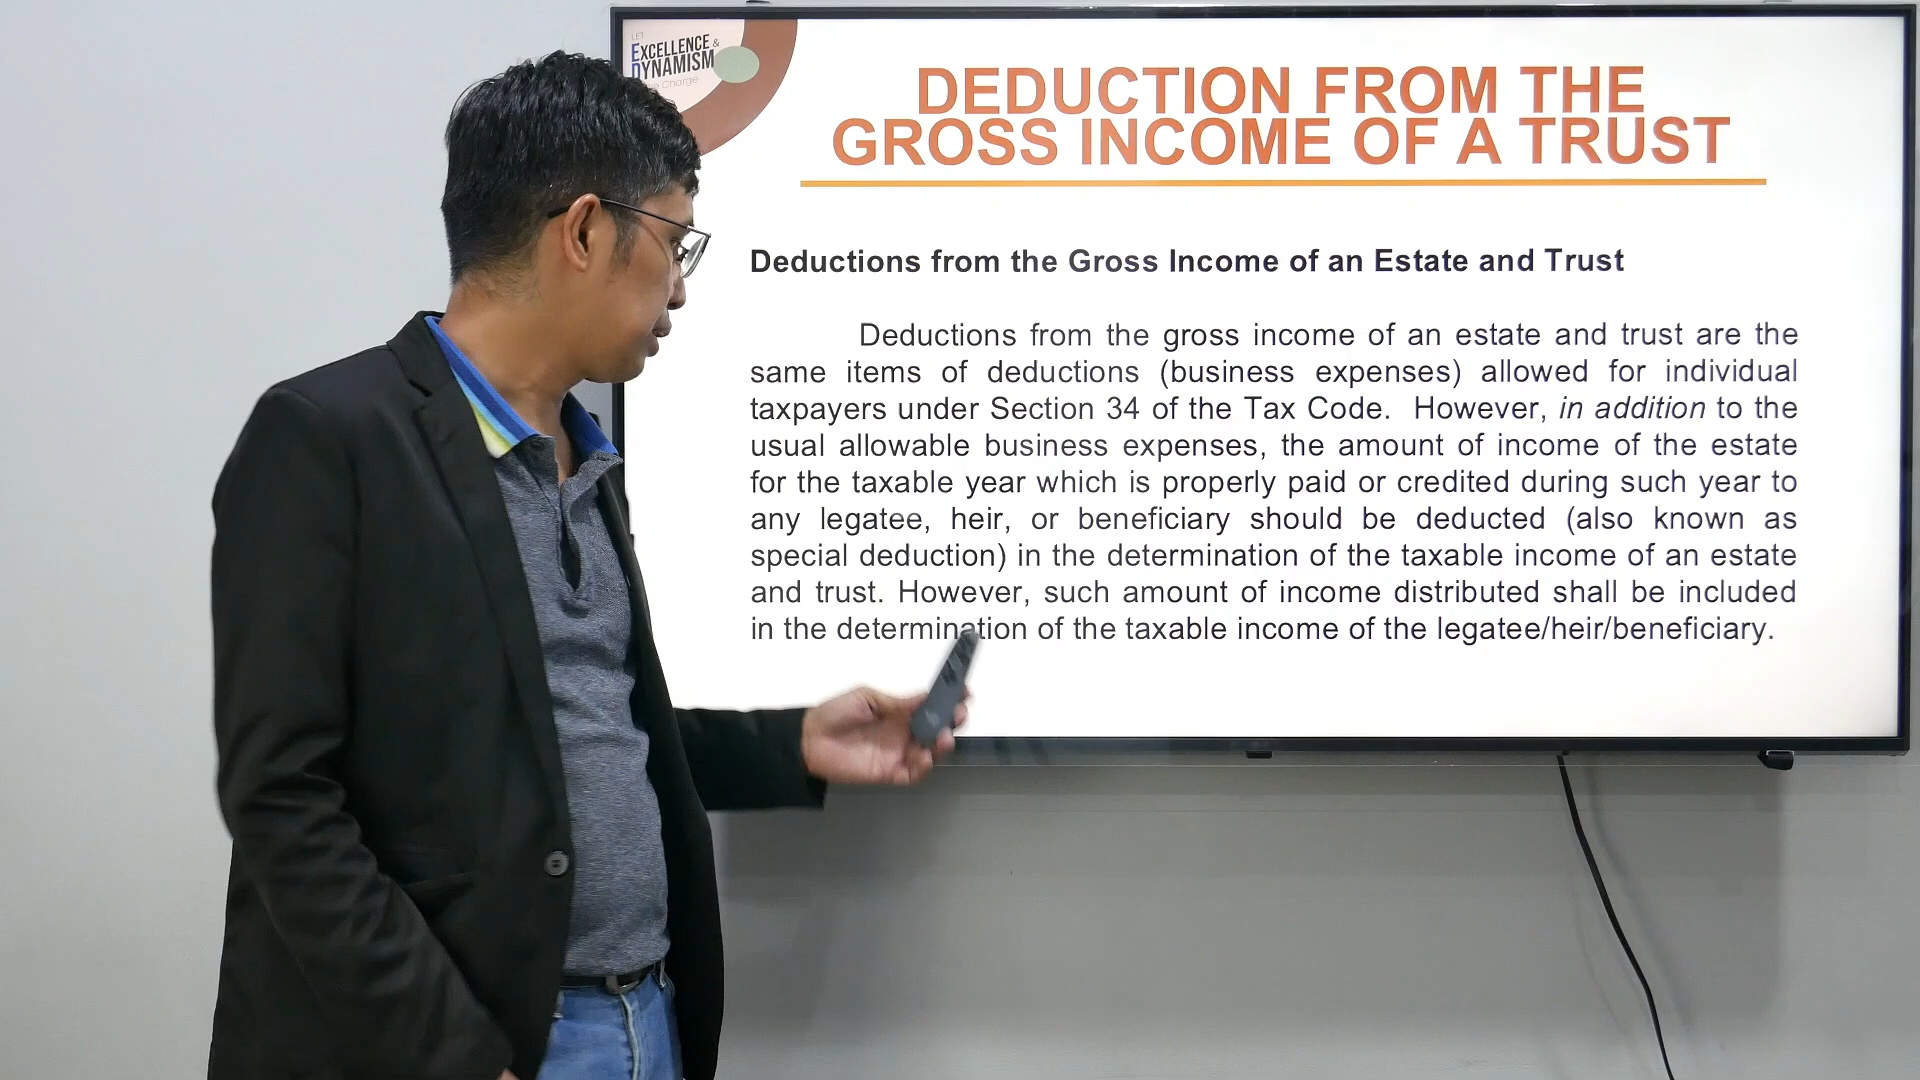 LET
EXCELLENCE &
DYNAMISM
Charge
DEDUCTION FROM THE
GROSS INCOME OF A TRUST
Deductions from the Gross Income of an Estate and Trust
Deductions from the gross income of an estate and trust are the
same items of deductions (business expenses) allowed for individual
taxpayers under Section 34 of the Tax Code. However, in addition to the
usual allowable business expenses, the amount of income of the estate
for the taxable year which is properly paid or credited during such year to
any legatee, heir, or beneficiary should be deducted (also known as
special deduction) in the determination of the taxable income of an estate
and trust. However, such amount of income distributed shall be included
in the determination of the taxable income of the legatee/heir/beneficiary.